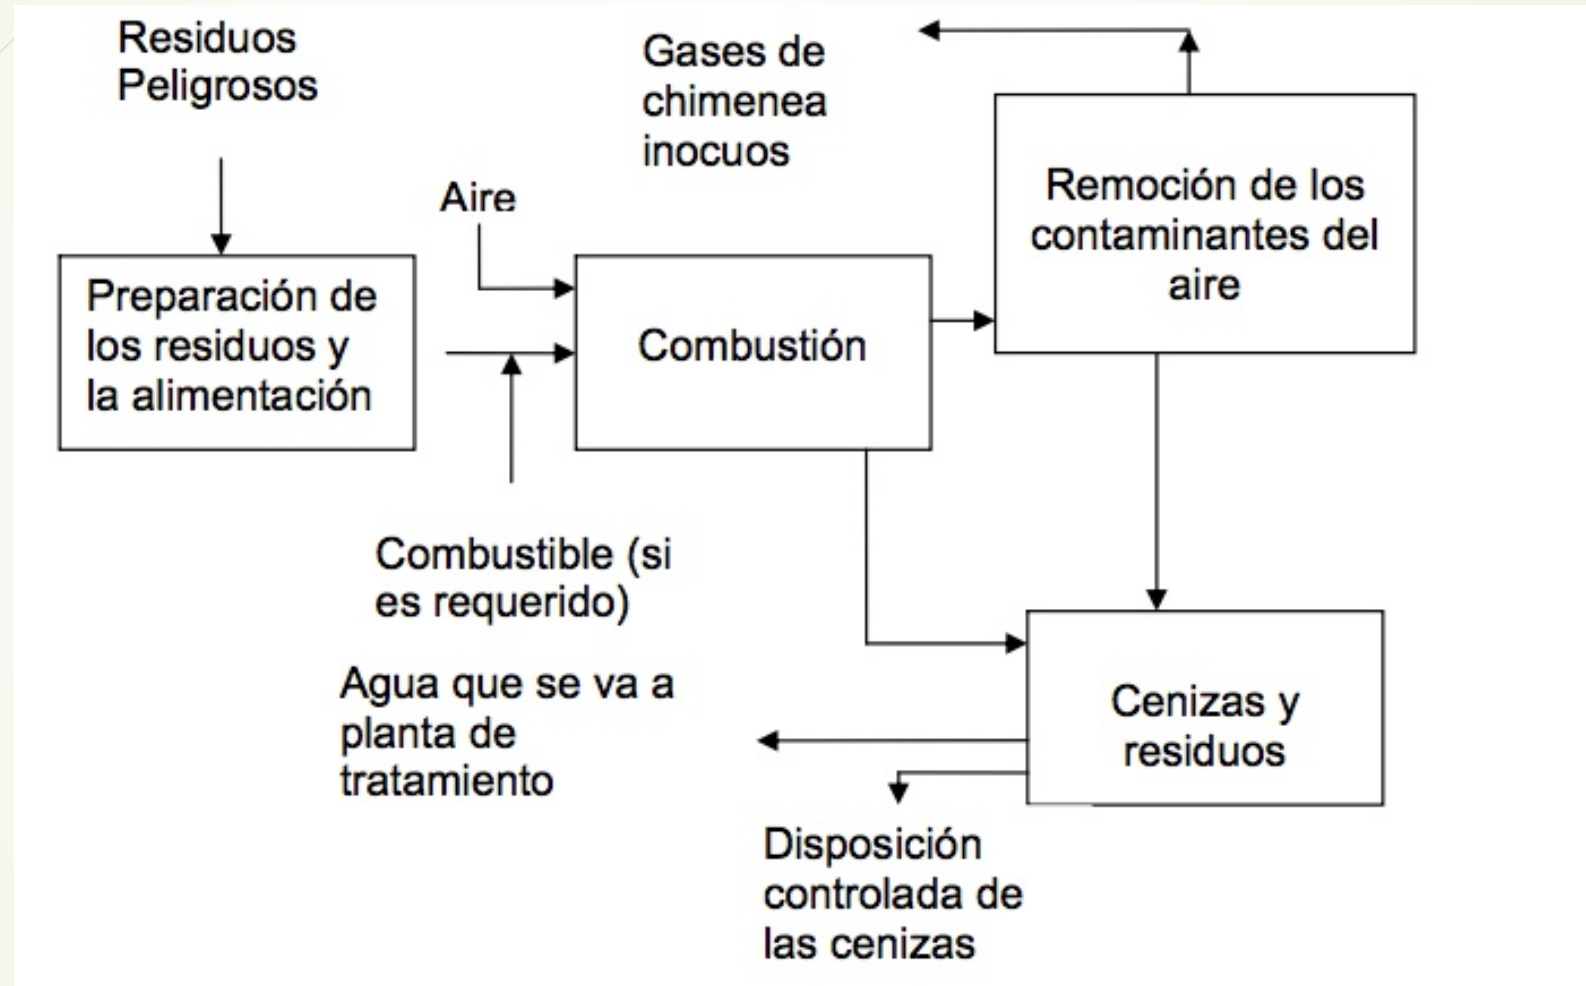 Residuos
Peligrosos
Gases de
chimenea
inocuos
Aire
Remoción de los
contaminantes del
aire
Preparación de
los residuos y
la alimentación
Combustión
Combustible (si
es requerido)
Agua que se va a
planta de
tratamiento
Cenizas y
residuos
Disposición
controlada de
las cenizas